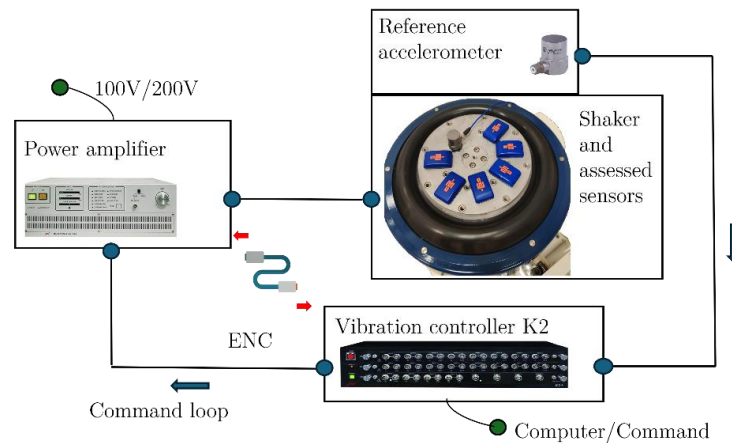 Reference
accelerometer
100V/200V
Power amplifier
Shaker
and
assessed
sensors
Vibration controller K2
ENC
Command loop
Computer/Command